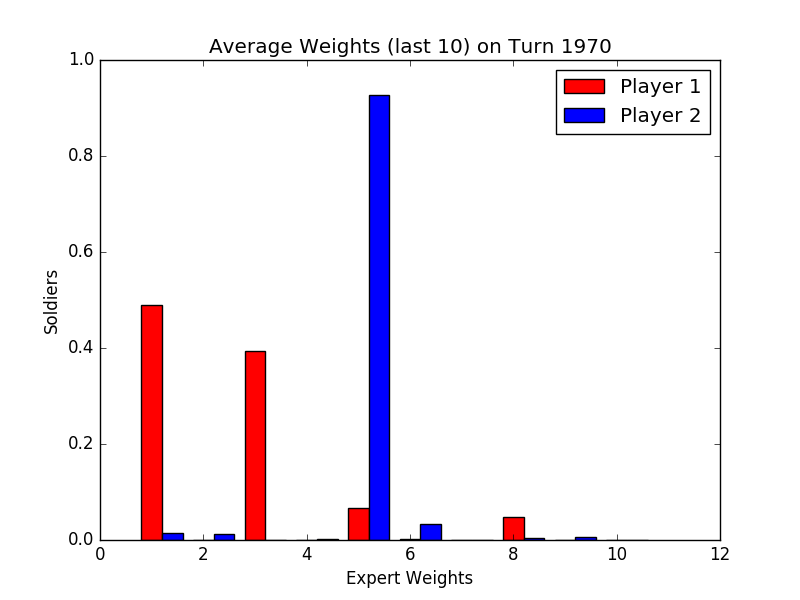 Average Weights (last 10) on Turn 1970
1.0
0.8
0.6
0.4
0.2
0.0
Soldiers
Player 1
Player 2
0 2 4 6 8 10 12
Expert Weights